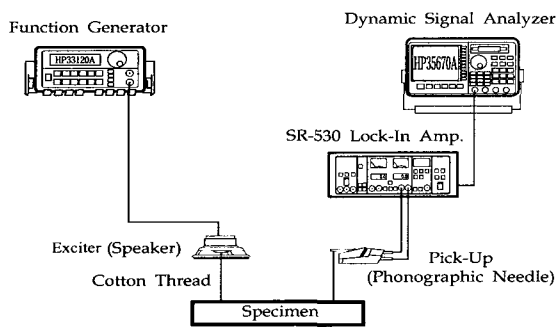 Function Generator
HP33120A
Dynamic Signal Analyzer
HP35670A
SR-530 Lock-In Amp.
Exciter (Speaker)
Cotton Thread
Pick-Up
(Phonographic Needle)
Specimen